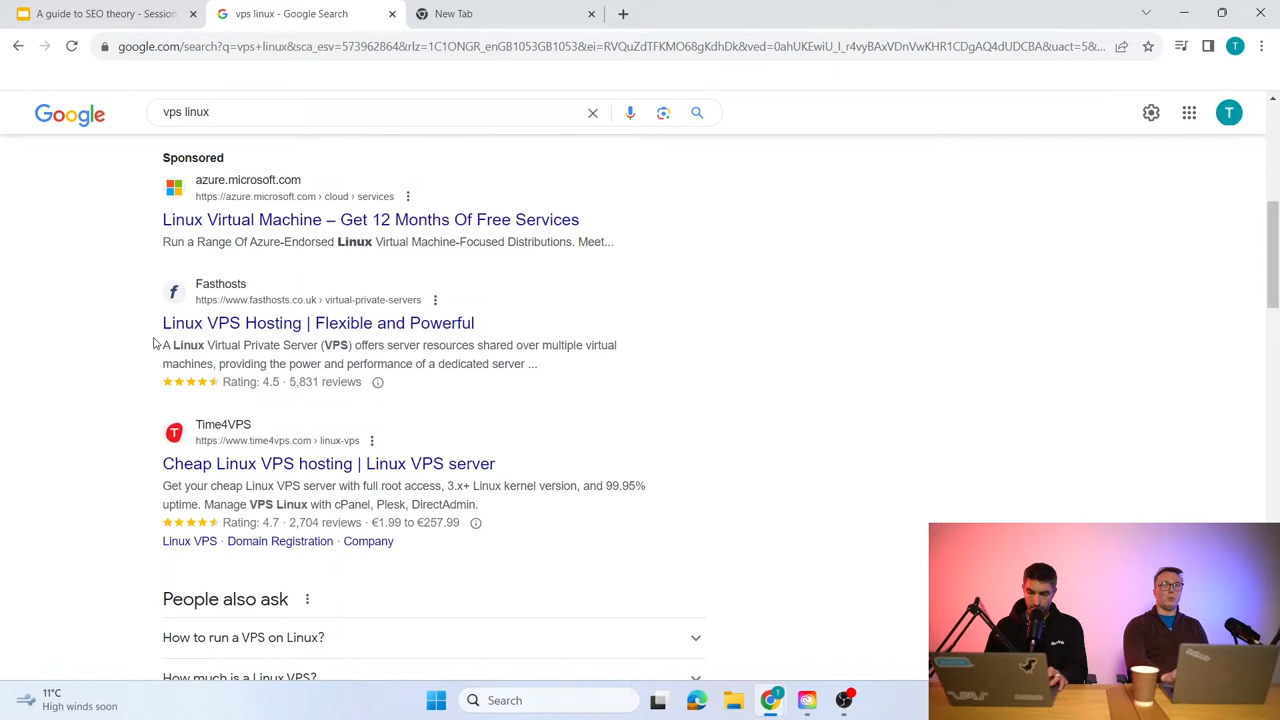 A guide to SEO theory - Session
vps linux - Google Search
New Tab
google.com/search?q=vps+linux&sca_esv=573962864&rlz=1C1ONGR_enGB1053GB1053&ei=RVQuZdTFKMO68gKdhDk&ved=0ahUKEwiU_I_r4vyBAxVDnVwKHR1CDgAQ4dUDCBA&uact=5&...
T
Google
vps linux
T
Sponsored
azure.microsoft.com
https://azure.microsoft.com › cloud › services
Linux Virtual Machine – Get 12 Months Of Free Services
Run a Range Of Azure-Endorsed Linux Virtual Machine-Focused Distributions. Meet...
f
Fasthosts
https://www.fasthosts.co.uk › virtual-private-servers
Linux VPS Hosting | Flexible and Powerful
A Linux Virtual Private Server (VPS) offers server resources shared over multiple virtual
machines, providing the power and performance of a dedicated server ...
Rating: 4.5 · 5,831 reviews
T
Time4VPS
https://www.time4vps.com › linux-vps
Cheap Linux VPS hosting | Linux VPS server
Get your cheap Linux VPS server with full root access, 3.x+ Linux kernel version, and 99.95%
uptime. Manage VPS Linux with cPanel, Plesk, DirectAdmin.
Rating: 4.7 · 2,704 reviews · €1.99 to €257.99
Linux VPS · Domain Registration · Company
People also ask
How to run a VPS on Linux?
How much is a Linux VPS?
11°C
High winds soon
Search